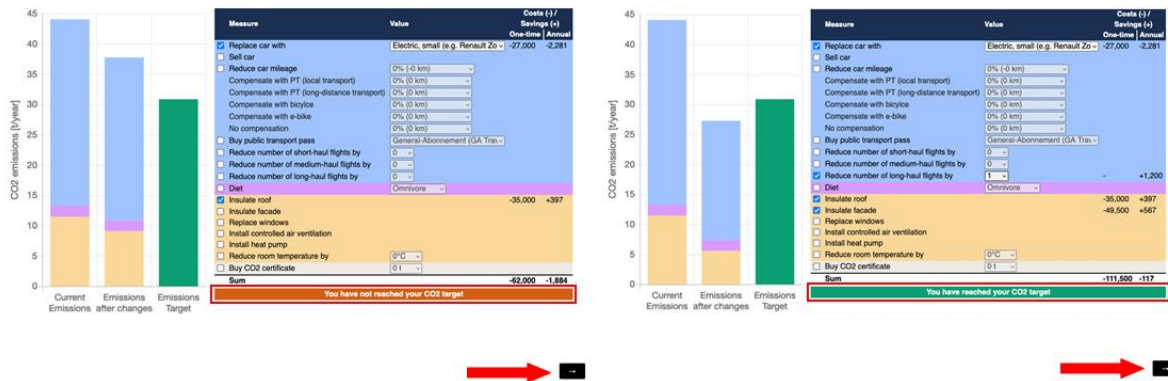 Costs (-) /
Measure Value Savings (+)
One-time Annual
45
40
35
30
25
20
15
10
5
0
CO2 emissions [t/year]
Replace car with Electric, small (e.g. Renault Zo -27,000 -2,281
Sell car
Reduce car mileage 0% (-0 km)
Compensate with PT (local transport) 0% (0 km)
Compensate with PT (long-distance transport) 0% (0 km)
Compensate with bicylce 0% (0 km)
Compensate with e-bike 0% (0 km)
No compensation 0% (0 km)
Buy public transport pass General-Abonnement (GA Trav
Reduce number of short-haul flights by 0
Reduce number of medium-haul flights by 0
Reduce number of long-haul flights by 0
Diet Omnivore
Insulate roof -35,000 +397
Insulate facade
Replace windows
Install controlled air ventilation
Install heat pump
Reduce room temperature by 0°C
Buy CO2 certificate 0 t
Sum -62,000 -1,884
You have not reached your CO2 target
Current Emissions Emissions
Emissions after changes Target
→
Costs (-) /
Measure Value Savings (+)
One-time Annual
45
40
35
30
25
20
15
10
5
0
CO2 emissions [t/year]
Replace car with Electric, small (e.g. Renault Zo -27,000 -2,281
Sell car
Reduce car mileage 0% (-0 km)
Compensate with PT (local transport) 0% (0 km)
Compensate with PT (long-distance transport) 0% (0 km)
Compensate with bicylce 0% (0 km)
Compensate with e-bike 0% (0 km)
No compensation 0% (0 km)
Buy public transport pass General-Abonnement (GA Trav
Reduce number of short-haul flights by 0
Reduce number of medium-haul flights by 0
Reduce number of long-haul flights by 1 - +1,200
Diet Omnivore
Insulate roof -35,000 +397
Insulate facade -49,500 +567
Replace windows
Install controlled air ventilation
Install heat pump
Reduce room temperature by 0°C
Buy CO2 certificate 0 t
Sum -111,500 -117
You have reached your CO2 target
Current Emissions Emissions
Emissions after changes Target
→